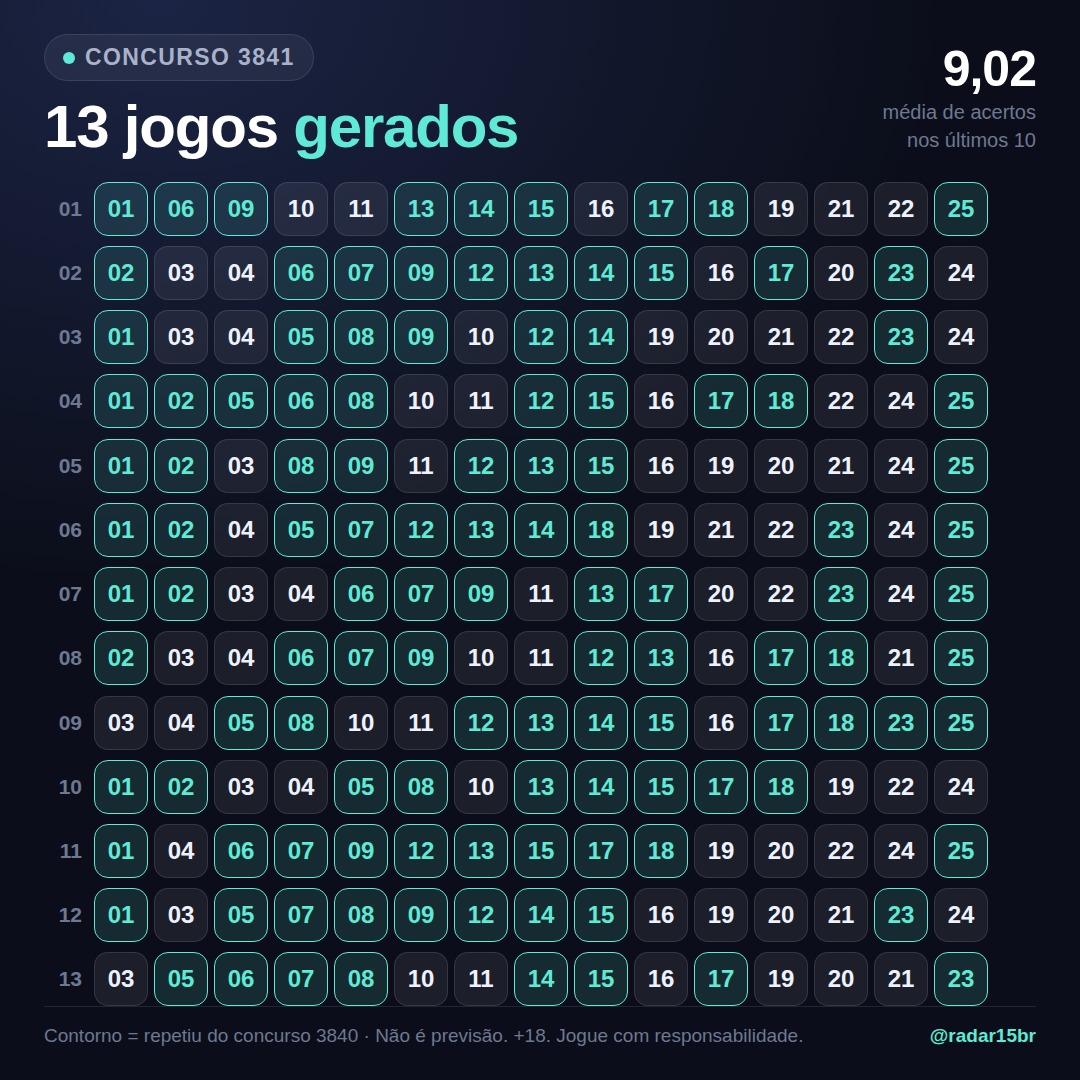 CONCURSO 3841
13 jogos gerados
9,02
média de acertos
nos últimos 10
01 01 06 09 10 11 13 14 15 16 17 18 19 21 22 25
02 02 03 04 06 07 09 12 13 14 15 16 17 20 23 24
03 01 03 04 05 08 09 10 12 14 19 20 21 22 23 24
04 01 02 05 06 08 10 11 12 15 16 17 18 22 24 25
05 01 02 03 08 09 11 12 13 15 16 19 20 21 24 25
06 01 02 04 05 07 12 13 14 18 19 21 22 23 24 25
07 01 02 03 04 06 07 09 11 13 17 20 22 23 24 25
08 02 03 04 06 07 09 10 11 12 13 16 17 18 21 25
09 03 04 05 08 10 11 12 13 14 15 16 17 18 23 25
10 01 02 03 04 05 08 10 13 14 15 17 18 19 22 24
11 01 04 06 07 09 12 13 15 17 18 19 20 22 24 25
12 01 03 05 07 08 09 12 14 15 16 19 20 21 23 24
13 03 05 06 07 08 10 11 14 15 16 17 19 20 21 23
Contorno = repetiu do concurso 3840 · Não é previsão. +18. Jogue com responsabilidade.
@radar15br